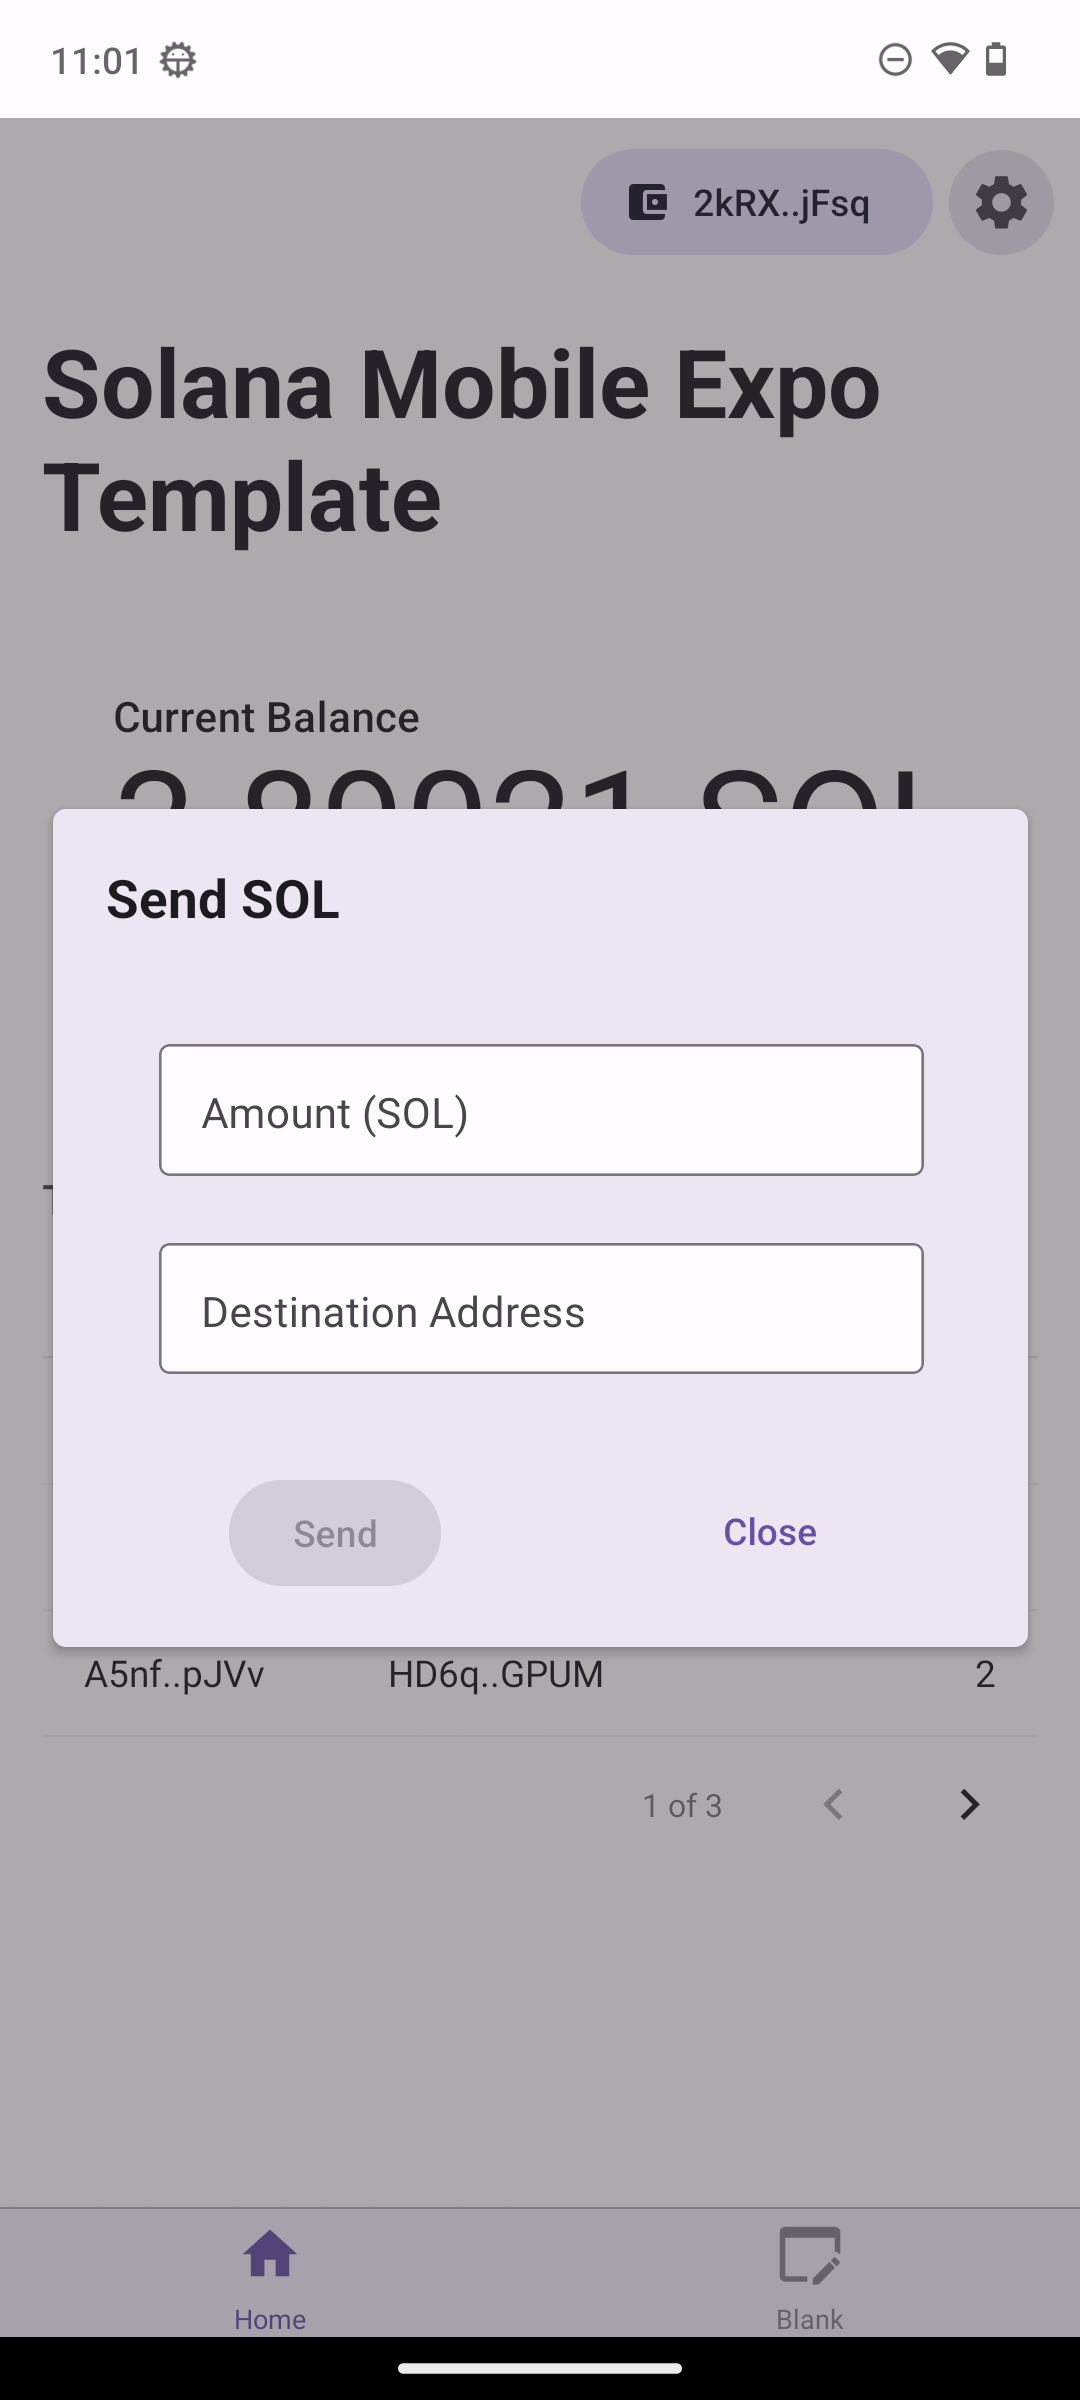 11:01
2kRX..jFsq
Solana Mobile Expo
Template
Current Balance
Send SOL
Amount (SOL)
Destination Address
Send
Close
A5nf..pJVv HD6q..GPUM 2
1 of 3
Home
Blank